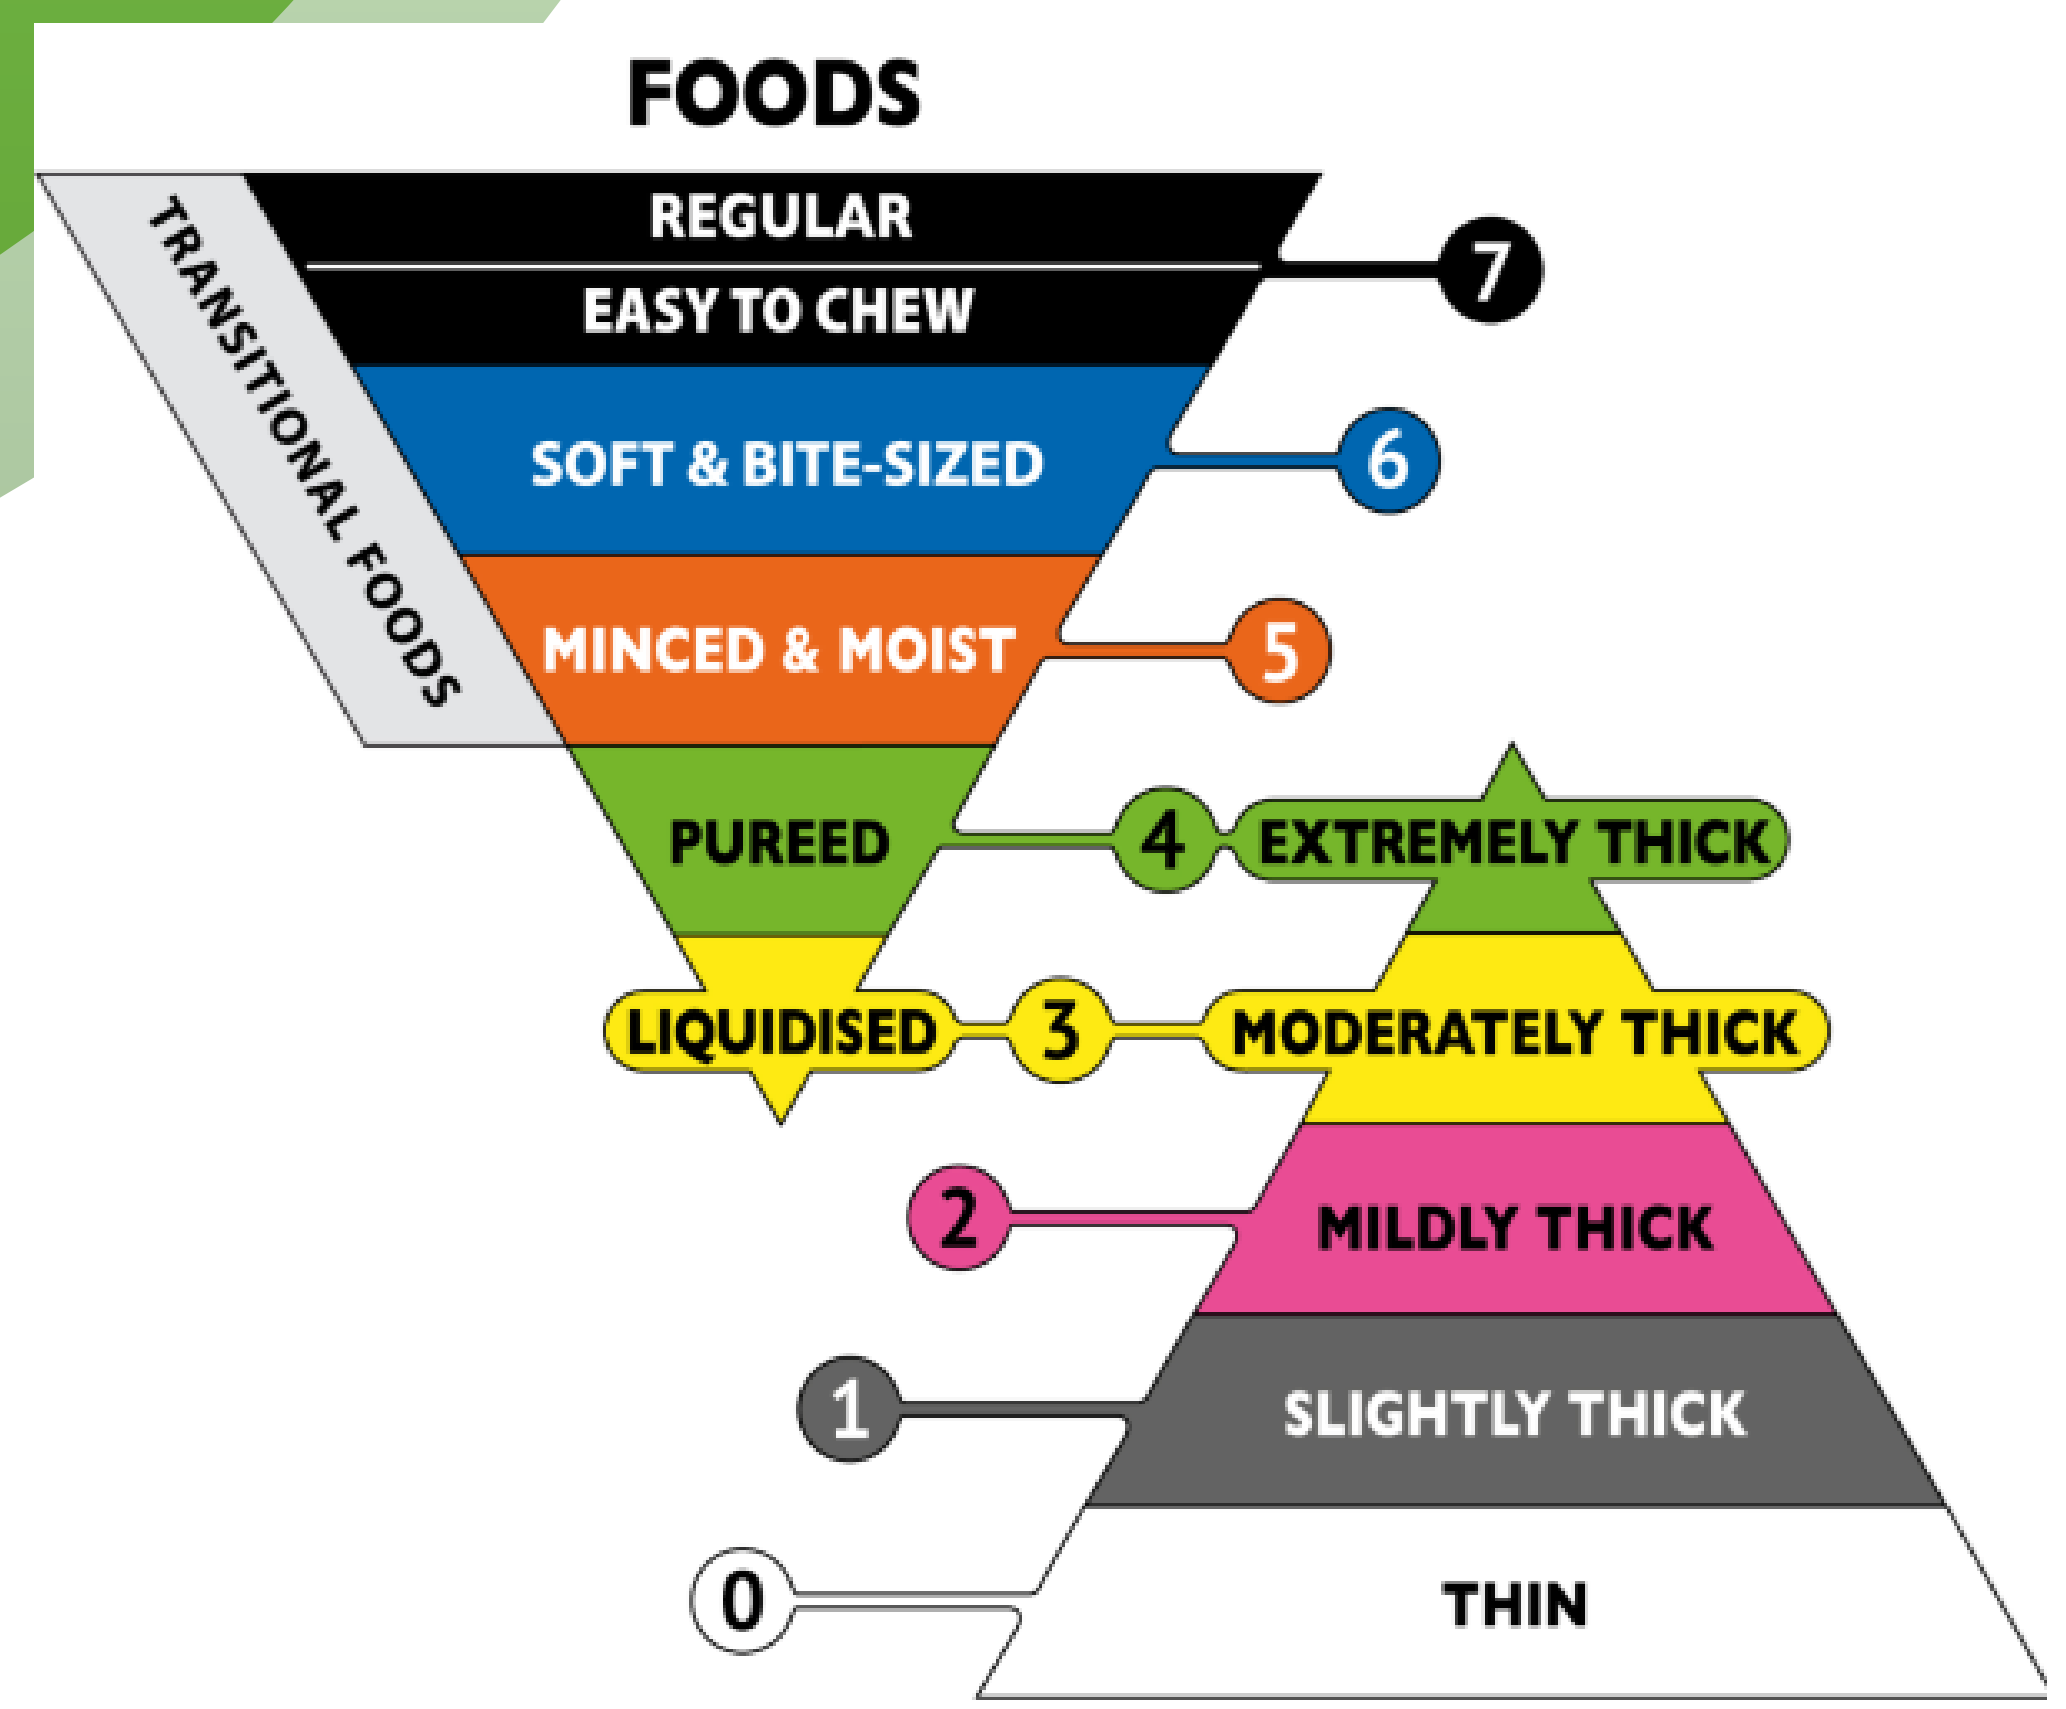 FOODS
REGULAR
EASY TO CHEW
7
TRANSITIONAL FOODS
SOFT & BITE-SIZED
6
MINCED & MOIST
5
PUREED
4
EXTREMELY THICK
LIQUIDISED
3
MODERATELY THICK
2
MILDLY THICK
1
SLIGHTLY THICK
0
THIN